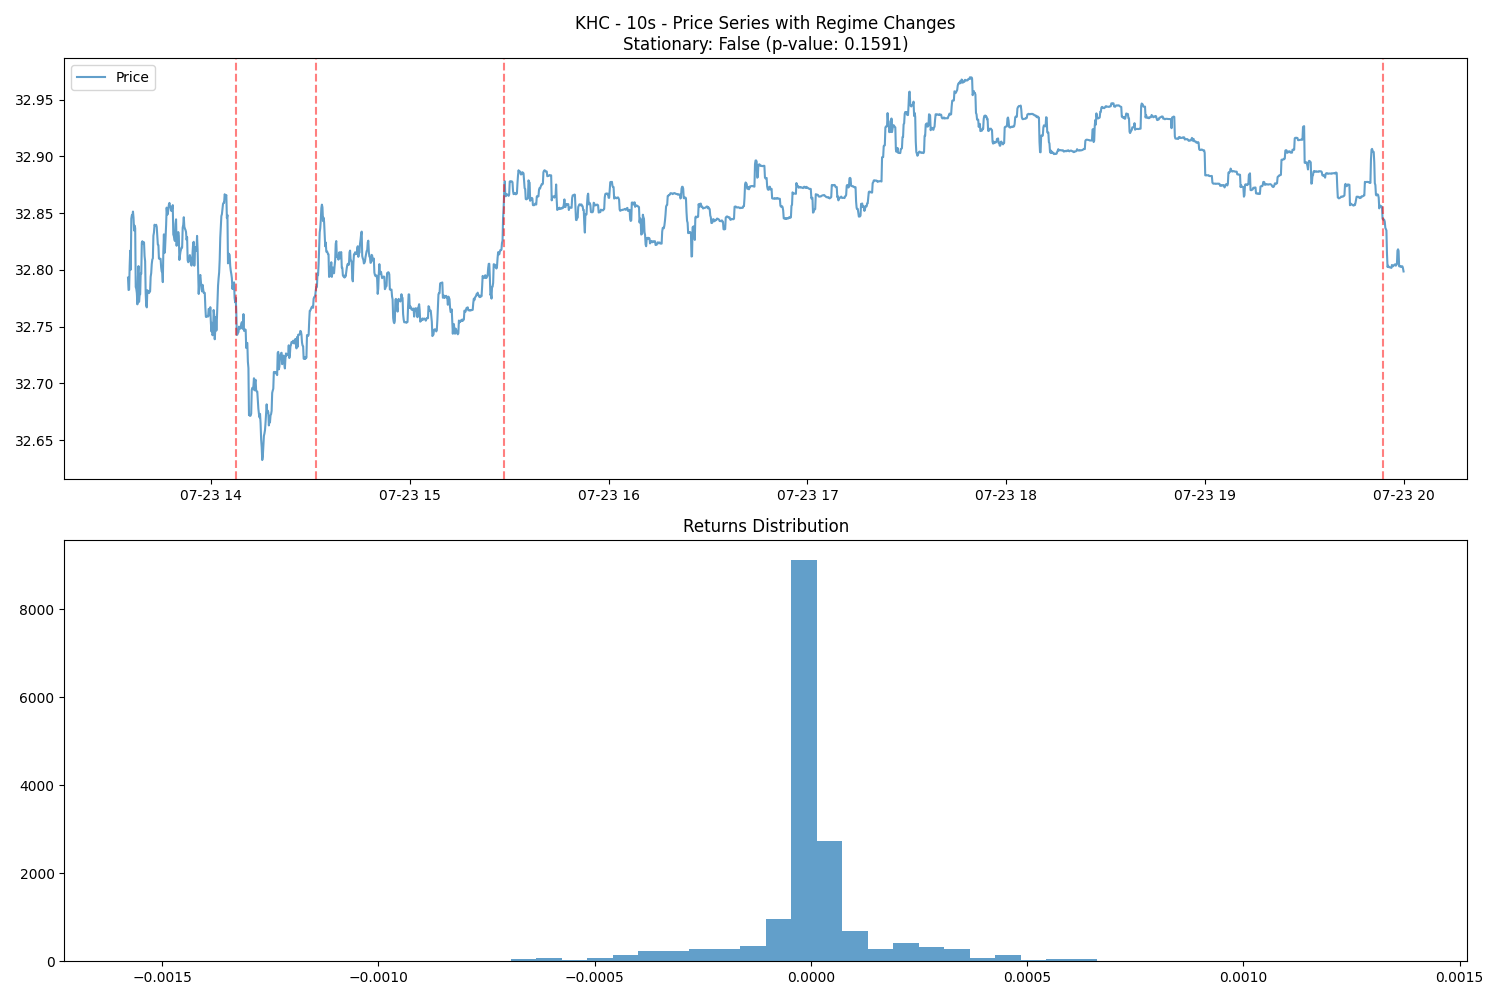 KHC - 10s - Price Series with Regime Changes
Stationary: False (p-value: 0.1591)
Price
32.95
32.90
32.85
32.80
32.75
32.70
32.65
07-23 14 07-23 15 07-23 16 07-23 17 07-23 18 07-23 19 07-23 20
Returns Distribution
8000
6000
4000
2000
0
−0.0015 −0.0010 −0.0005 0.0000 0.0005 0.0010 0.0015